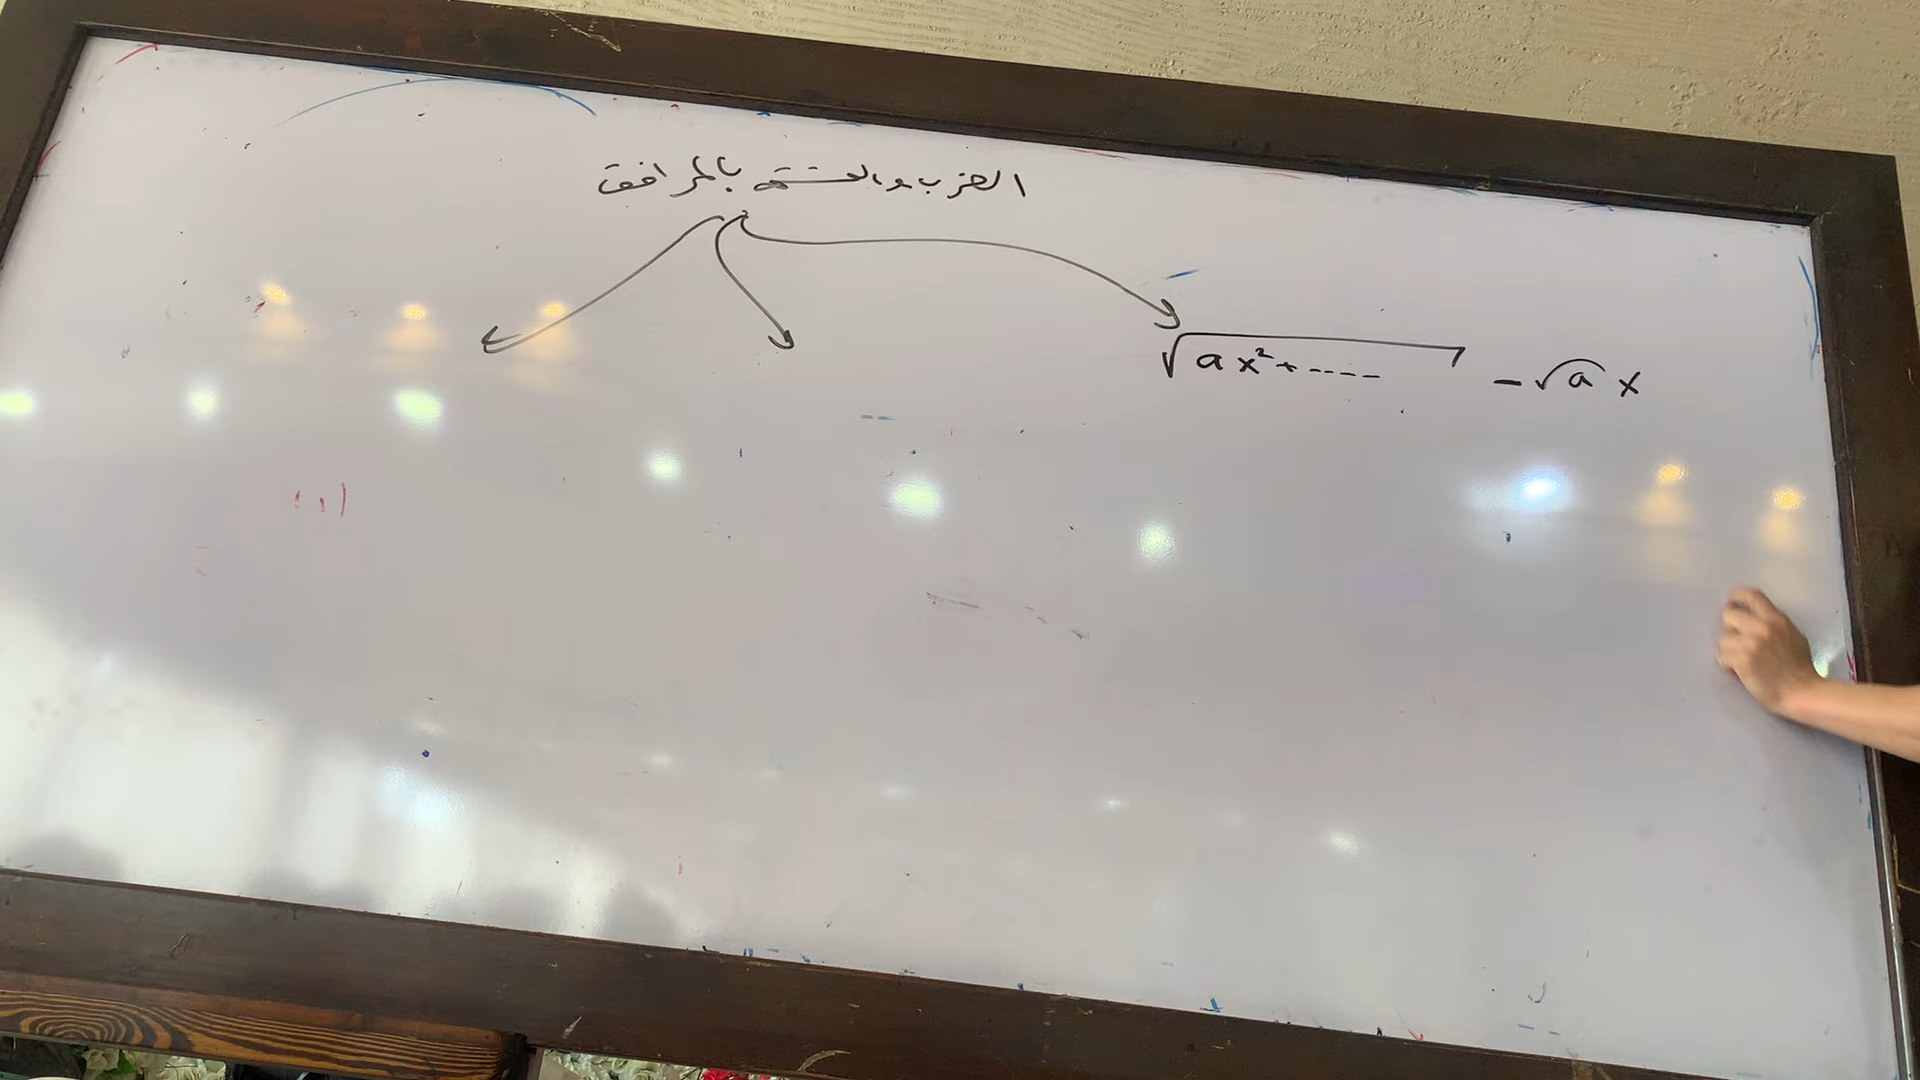 الضرب والقسمة بالمرافق
√(ax²+----) - √a x